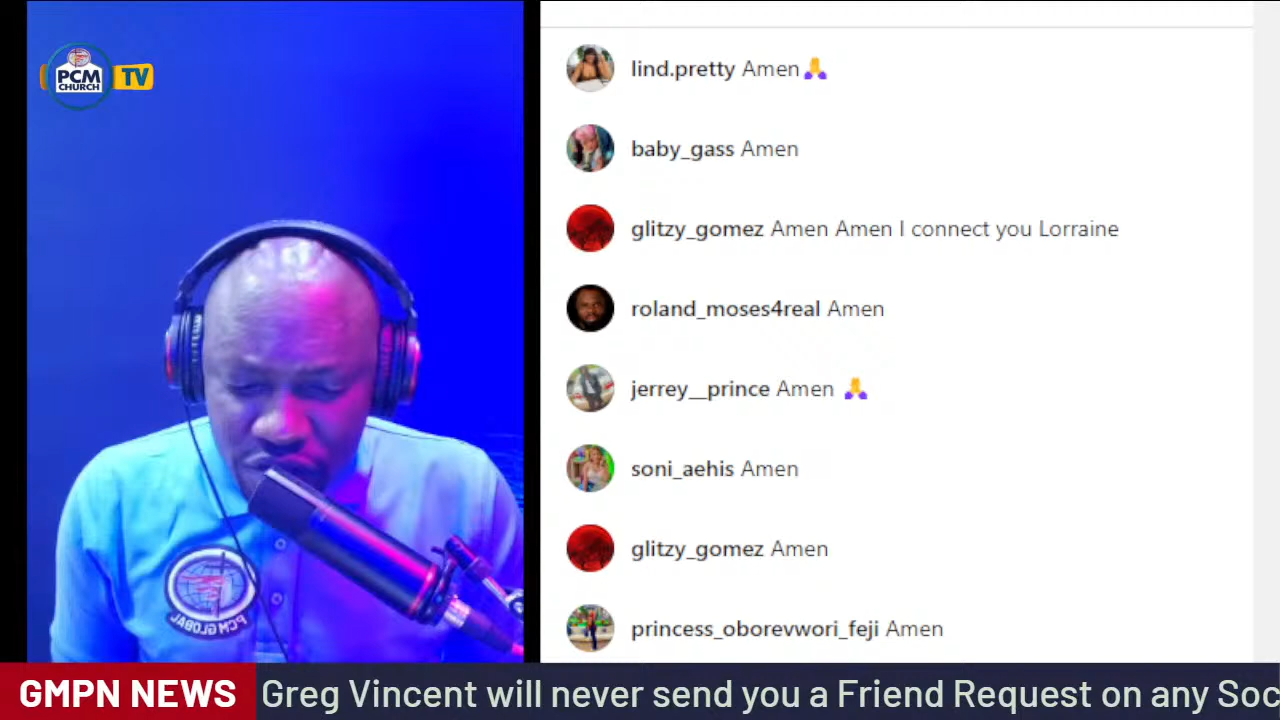 PCM
CHURCH
TV
lind.pretty Amen🙏
baby_gass Amen
glitzy_gomez Amen Amen I connect you Lorraine
roland_moses4real Amen
jerrey__prince Amen 🙏
soni_aehis Amen
glitzy_gomez Amen
princess_oborevwori_feji Amen
PCM GLOBAL
GMPN NEWS
Greg Vincent will never send you a Friend Request on any Soc